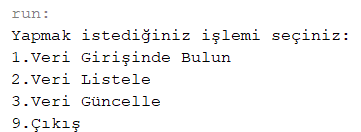 run:
Yapmak istediğiniz işlemi seçiniz:
1.Veri Girişinde Bulun
2.Veri Listele
3.Veri Güncelle
9.Çıkış